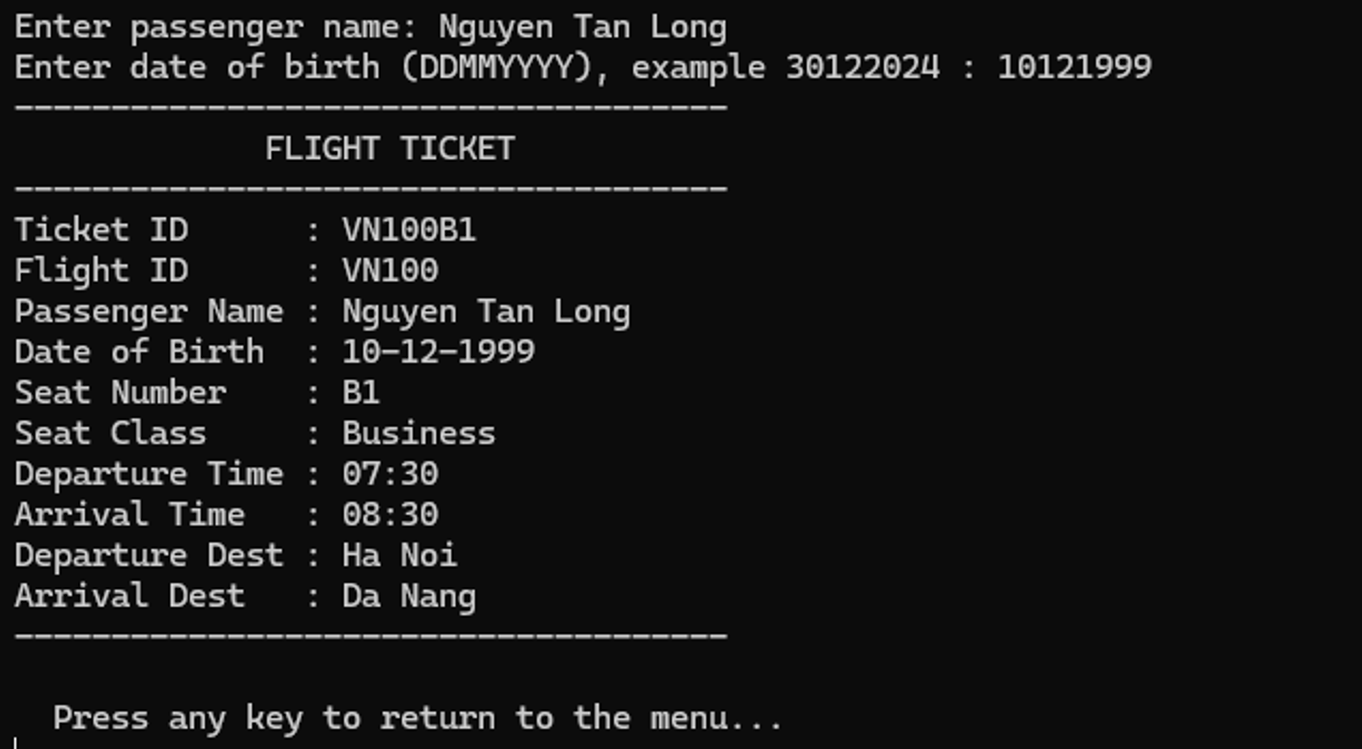 Enter passenger name: Nguyen Tan Long
Enter date of birth (DDMMYYYY), example 30122024 : 10121999
-------------------------------------
             FLIGHT TICKET
-------------------------------------
Ticket ID      : VN100B1
Flight ID      : VN100
Passenger Name : Nguyen Tan Long
Date of Birth  : 10-12-1999
Seat Number    : B1
Seat Class     : Business
Departure Time : 07:30
Arrival Time   : 08:30
Departure Dest : Ha Noi
Arrival Dest   : Da Nang
-------------------------------------
  Press any key to return to the menu...